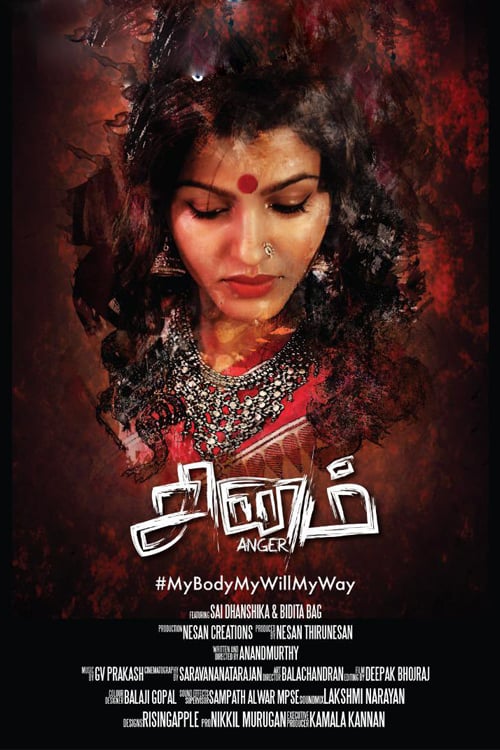 சினம்
ANGER
#MyBodyMyWillMyWay
FEATURING SAI DHANSHIKA & BIDITA BAG
PRODUCTION NESAN CREATIONS PRODUCER NESAN THIRUNESAN
WRITTEN AND DIRECTED BY ANANDMURTHY
MUSIC BY GV PRAKASH CINEMATOGRAPHY BY SARAVANANATARAJAN ART DIRECTOR BALACHANDRAN FILM EDITING BY DEEPAK BHOJRAJ
COLOUR DESIGNER BALAJI GOPAL SOUND EFFECTS SUPERVISOR SAMPATH ALWAR MPSE SOUND MIX LAKSHMI NARAYAN
DESIGNS RISINGAPPLE PRO NIKKIL MURUGAN EXECUTIVE PRODUCER KAMALA KANNAN